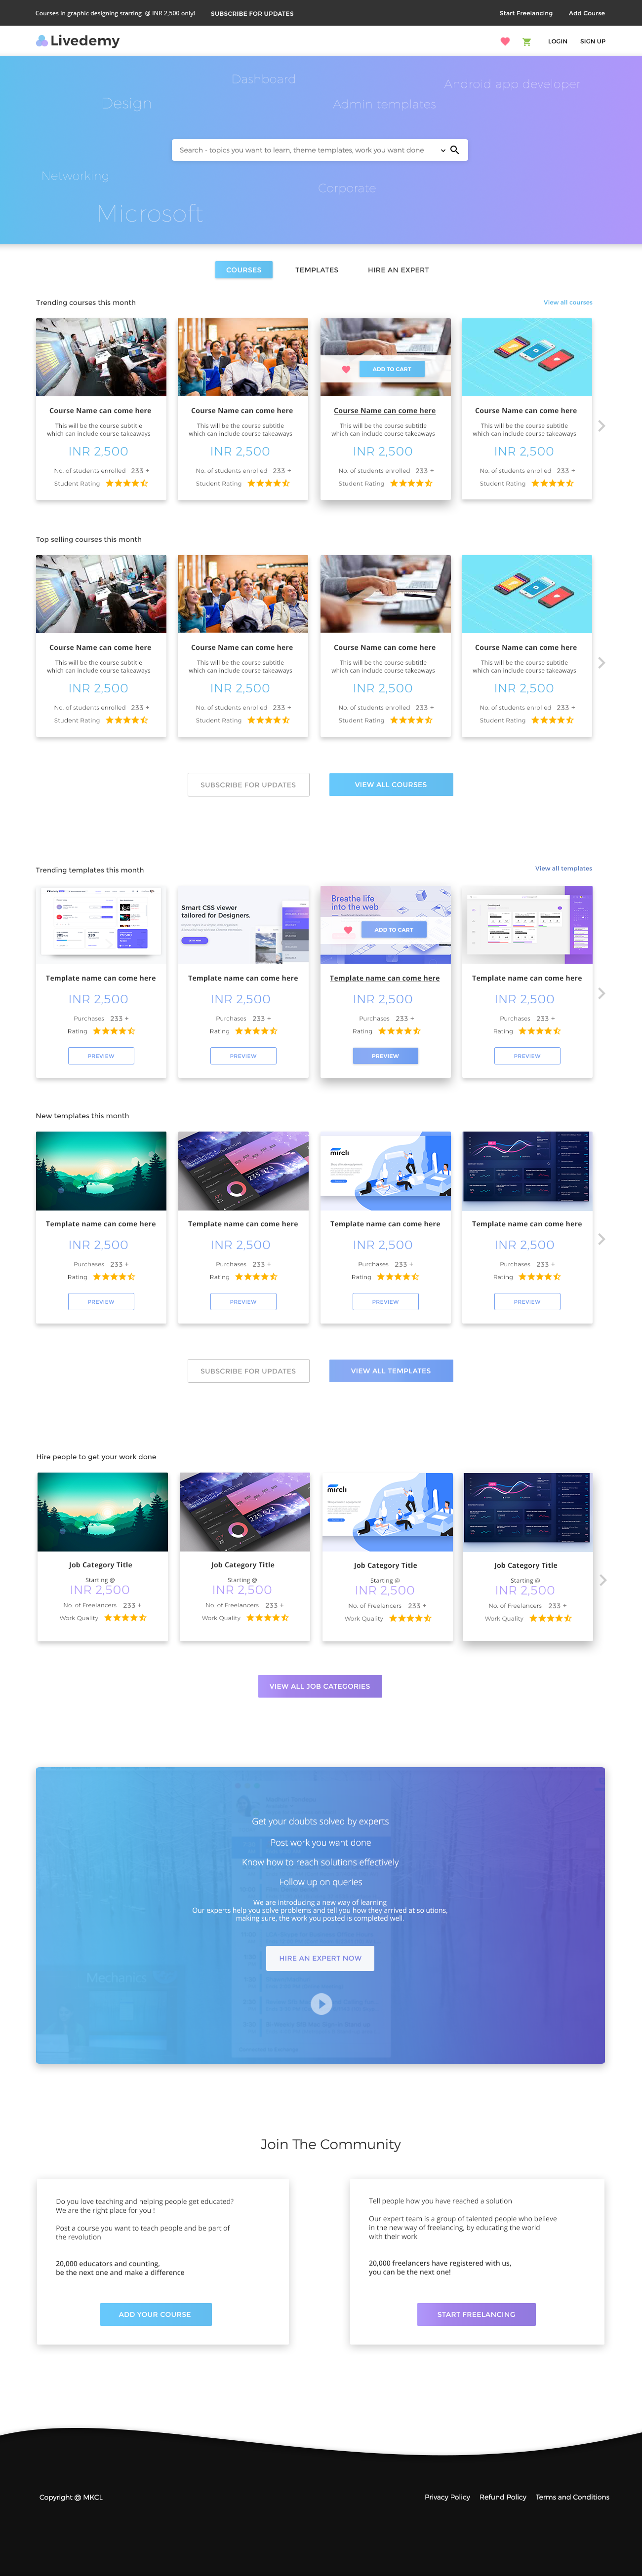 Courses in graphic designing starting @ INR 2,500 only! SUBSCRIBE FOR UPDATES Start Freelancing Add Course
Livedemy LOGIN SIGN UP
Dashboard
Android app developer
Design
Admin templates
Search - topics you want to learn, theme templates, work you want done
Networking
Corporate
Microsoft
COURSES TEMPLATES HIRE AN EXPERT
Trending courses this month View all courses
ADD TO CART
Course Name can come here Course Name can come here Course Name can come here Course Name can come here
This will be the course subtitle This will be the course subtitle This will be the course subtitle This will be the course subtitle
which can include course takeaways which can include course takeaways which can include course takeaways which can include course takeaways
INR 2,500 INR 2,500 INR 2,500 INR 2,500
No. of students enrolled 233 + No. of students enrolled 233 + No. of students enrolled 233 + No. of students enrolled 233 +
Student Rating Student Rating Student Rating Student Rating
Top selling courses this month
Course Name can come here Course Name can come here Course Name can come here Course Name can come here
This will be the course subtitle This will be the course subtitle This will be the course subtitle This will be the course subtitle
which can include course takeaways which can include course takeaways which can include course takeaways which can include course takeaways
INR 2,500 INR 2,500 INR 2,500 INR 2,500
No. of students enrolled 233 + No. of students enrolled 233 + No. of students enrolled 233 + No. of students enrolled 233 +
Student Rating Student Rating Student Rating Student Rating
SUBSCRIBE FOR UPDATES VIEW ALL COURSES
Trending templates this month View all templates
Smart CSS viewer
tailored for Designers.
Breathe life
into the web
ADD TO CART
Template name can come here Template name can come here Template name can come here Template name can come here
INR 2,500 INR 2,500 INR 2,500 INR 2,500
Purchases 233 + Purchases 233 + Purchases 233 + Purchases 233 +
Rating Rating Rating Rating
PREVIEW PREVIEW PREVIEW PREVIEW
New templates this month
235,923
mircli
Template name can come here Template name can come here Template name can come here Template name can come here
INR 2,500 INR 2,500 INR 2,500 INR 2,500
Purchases 233 + Purchases 233 + Purchases 233 + Purchases 233 +
Rating Rating Rating Rating
PREVIEW PREVIEW PREVIEW PREVIEW
SUBSCRIBE FOR UPDATES VIEW ALL TEMPLATES
Hire people to get your work done
235,923
mircli
Job Category Title Job Category Title Job Category Title Job Category Title
Starting @ Starting @ Starting @ Starting @
INR 2,500 INR 2,500 INR 2,500 INR 2,500
No. of Freelancers 233 + No. of Freelancers 233 + No. of Freelancers 233 + No. of Freelancers 233 +
Work Quality Work Quality Work Quality Work Quality
VIEW ALL JOB CATEGORIES
Get your doubts solved by experts
Post work you want done
Know how to reach solutions effectively
Follow up on queries
We are introducing a new way of learning
Our experts help you solve problems and tell you how they arrived at solutions,
making sure, the work you posted is completed well.
HIRE AN EXPERT NOW
Mechanics
Join The Community
Do you love teaching and helping people get educated?
We are the right place for you !
Post a course you want to teach people and be part of
the revolution
20,000 educators and counting,
be the next one and make a difference
ADD YOUR COURSE
Tell people how you have reached a solution
Our expert team is a group of talented people who believe
in the new way of freelancing, by educating the world
with their work
20,000 freelancers have registered with us,
you can be the next one!
START FREELANCING
Copyright @ MKCL Privacy Policy Refund Policy Terms and Conditions